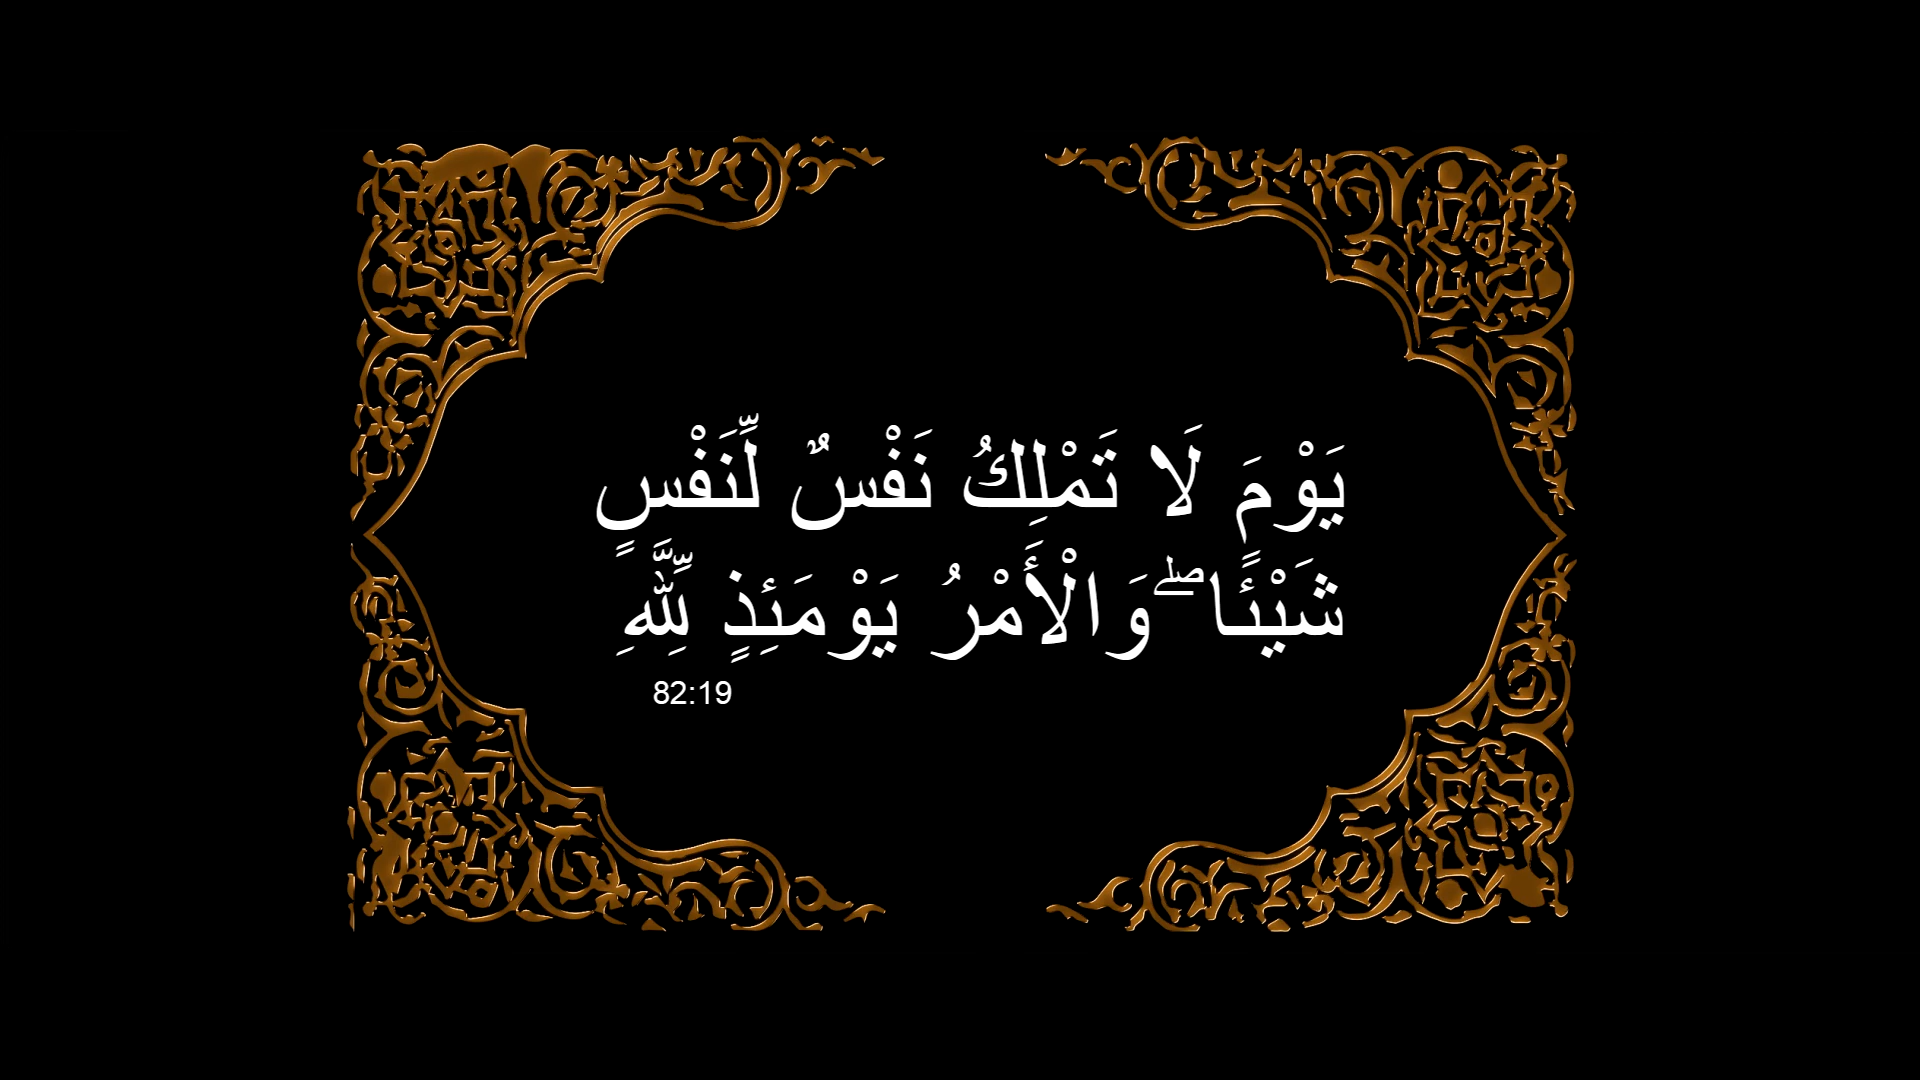 يَوْمَ لَا تَمْلِكُ نَفْسٌ لِّنَفْسٍ
شَيْئًا ۖ وَالْأَمْرُ يَوْمَئِذٍ لِّلَّهِ
82:19